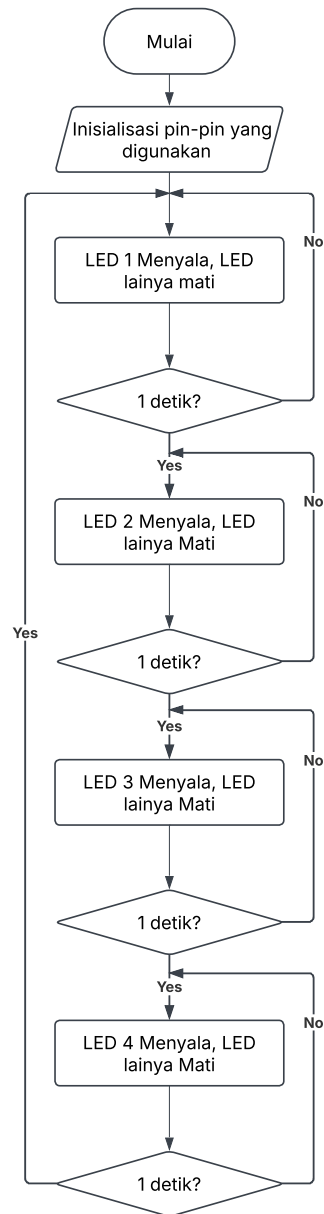 Mulai
Inisialisasi pin-pin yang
digunakan
No
LED 1 Menyala, LED
lainya mati
1 detik?
Yes
No
LED 2 Menyala, LED
lainya Mati
Yes
1 detik?
Yes
No
LED 3 Menyala, LED
lainya Mati
1 detik?
Yes
No
LED 4 Menyala, LED
lainya Mati
1 detik?